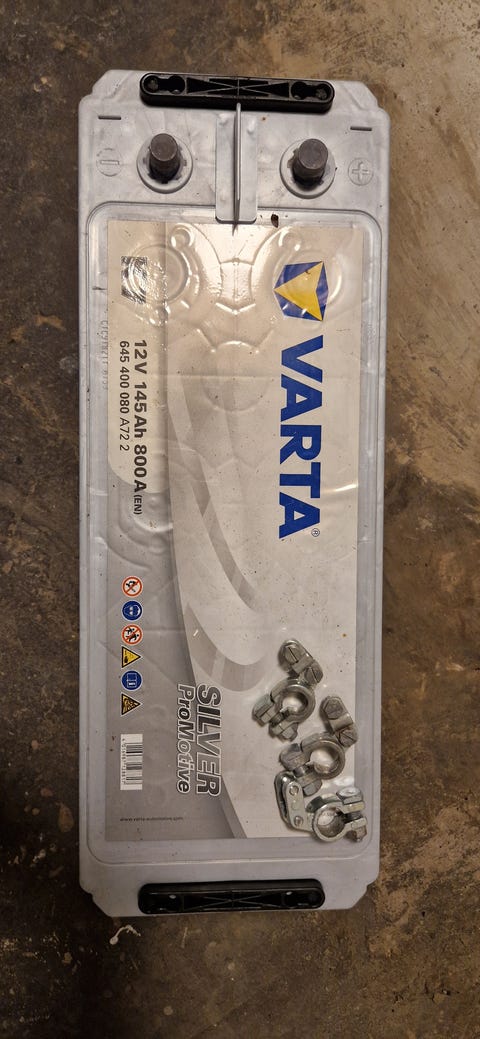 VARTA®
12V 145Ah 800A (EN)
645 400 080 A72 2
SILVER
ProMotive
www.varta-automotive.com